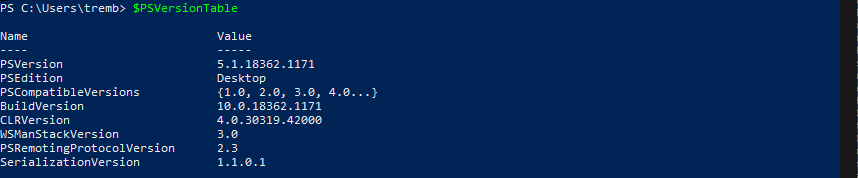 PS C:\Users\tremb> $PSVersionTable
Name Value
---- -----
PSVersion 5.1.18362.1171
PSEdition Desktop
PSCompatibleVersions {1.0, 2.0, 3.0, 4.0...}
BuildVersion 10.0.18362.1171
CLRVersion 4.0.30319.42000
WSManStackVersion 3.0
PSRemotingProtocolVersion 2.3
SerializationVersion 1.1.0.1